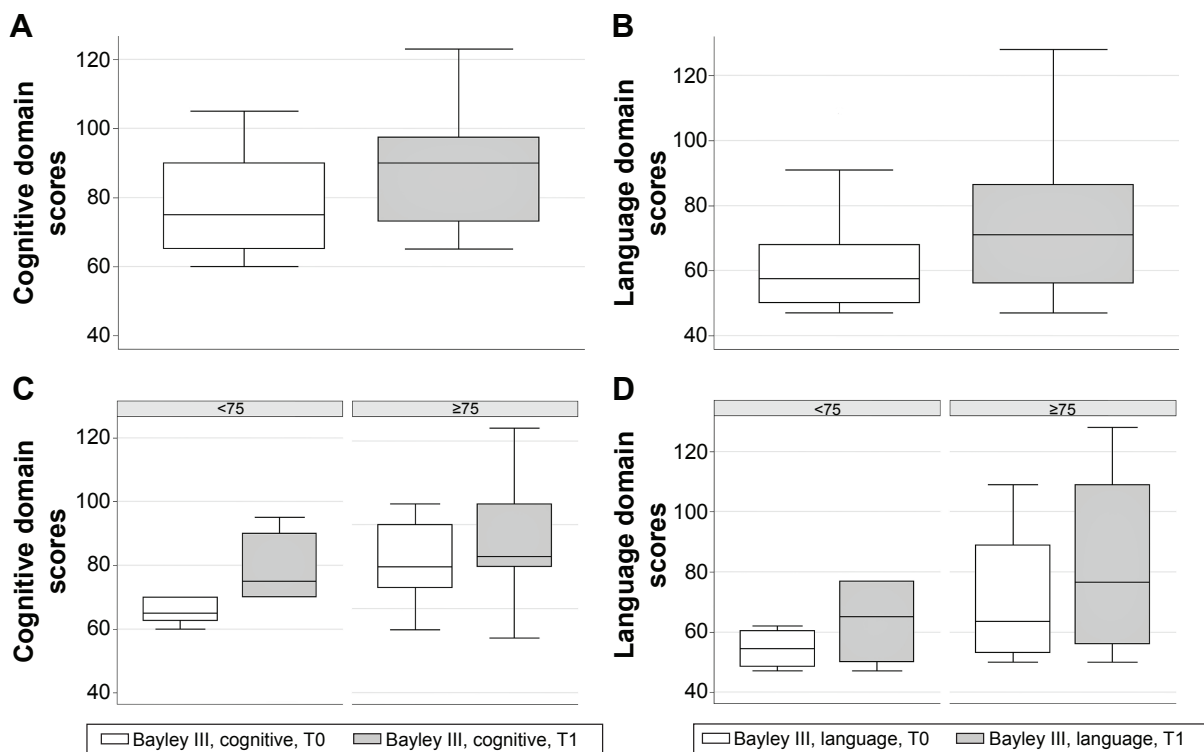 A
Cognitive domain
scores
120
100
80
60
40
B
Language domain
scores
120
100
80
60
40
C
<75
≥75
Cognitive domain
scores
120
100
80
60
40
Bayley III, cognitive, T0
Bayley III, cognitive, T1
D
<75
≥75
Language domain
scores
120
100
80
60
40
Bayley III, language, T0
Bayley III, language, T1